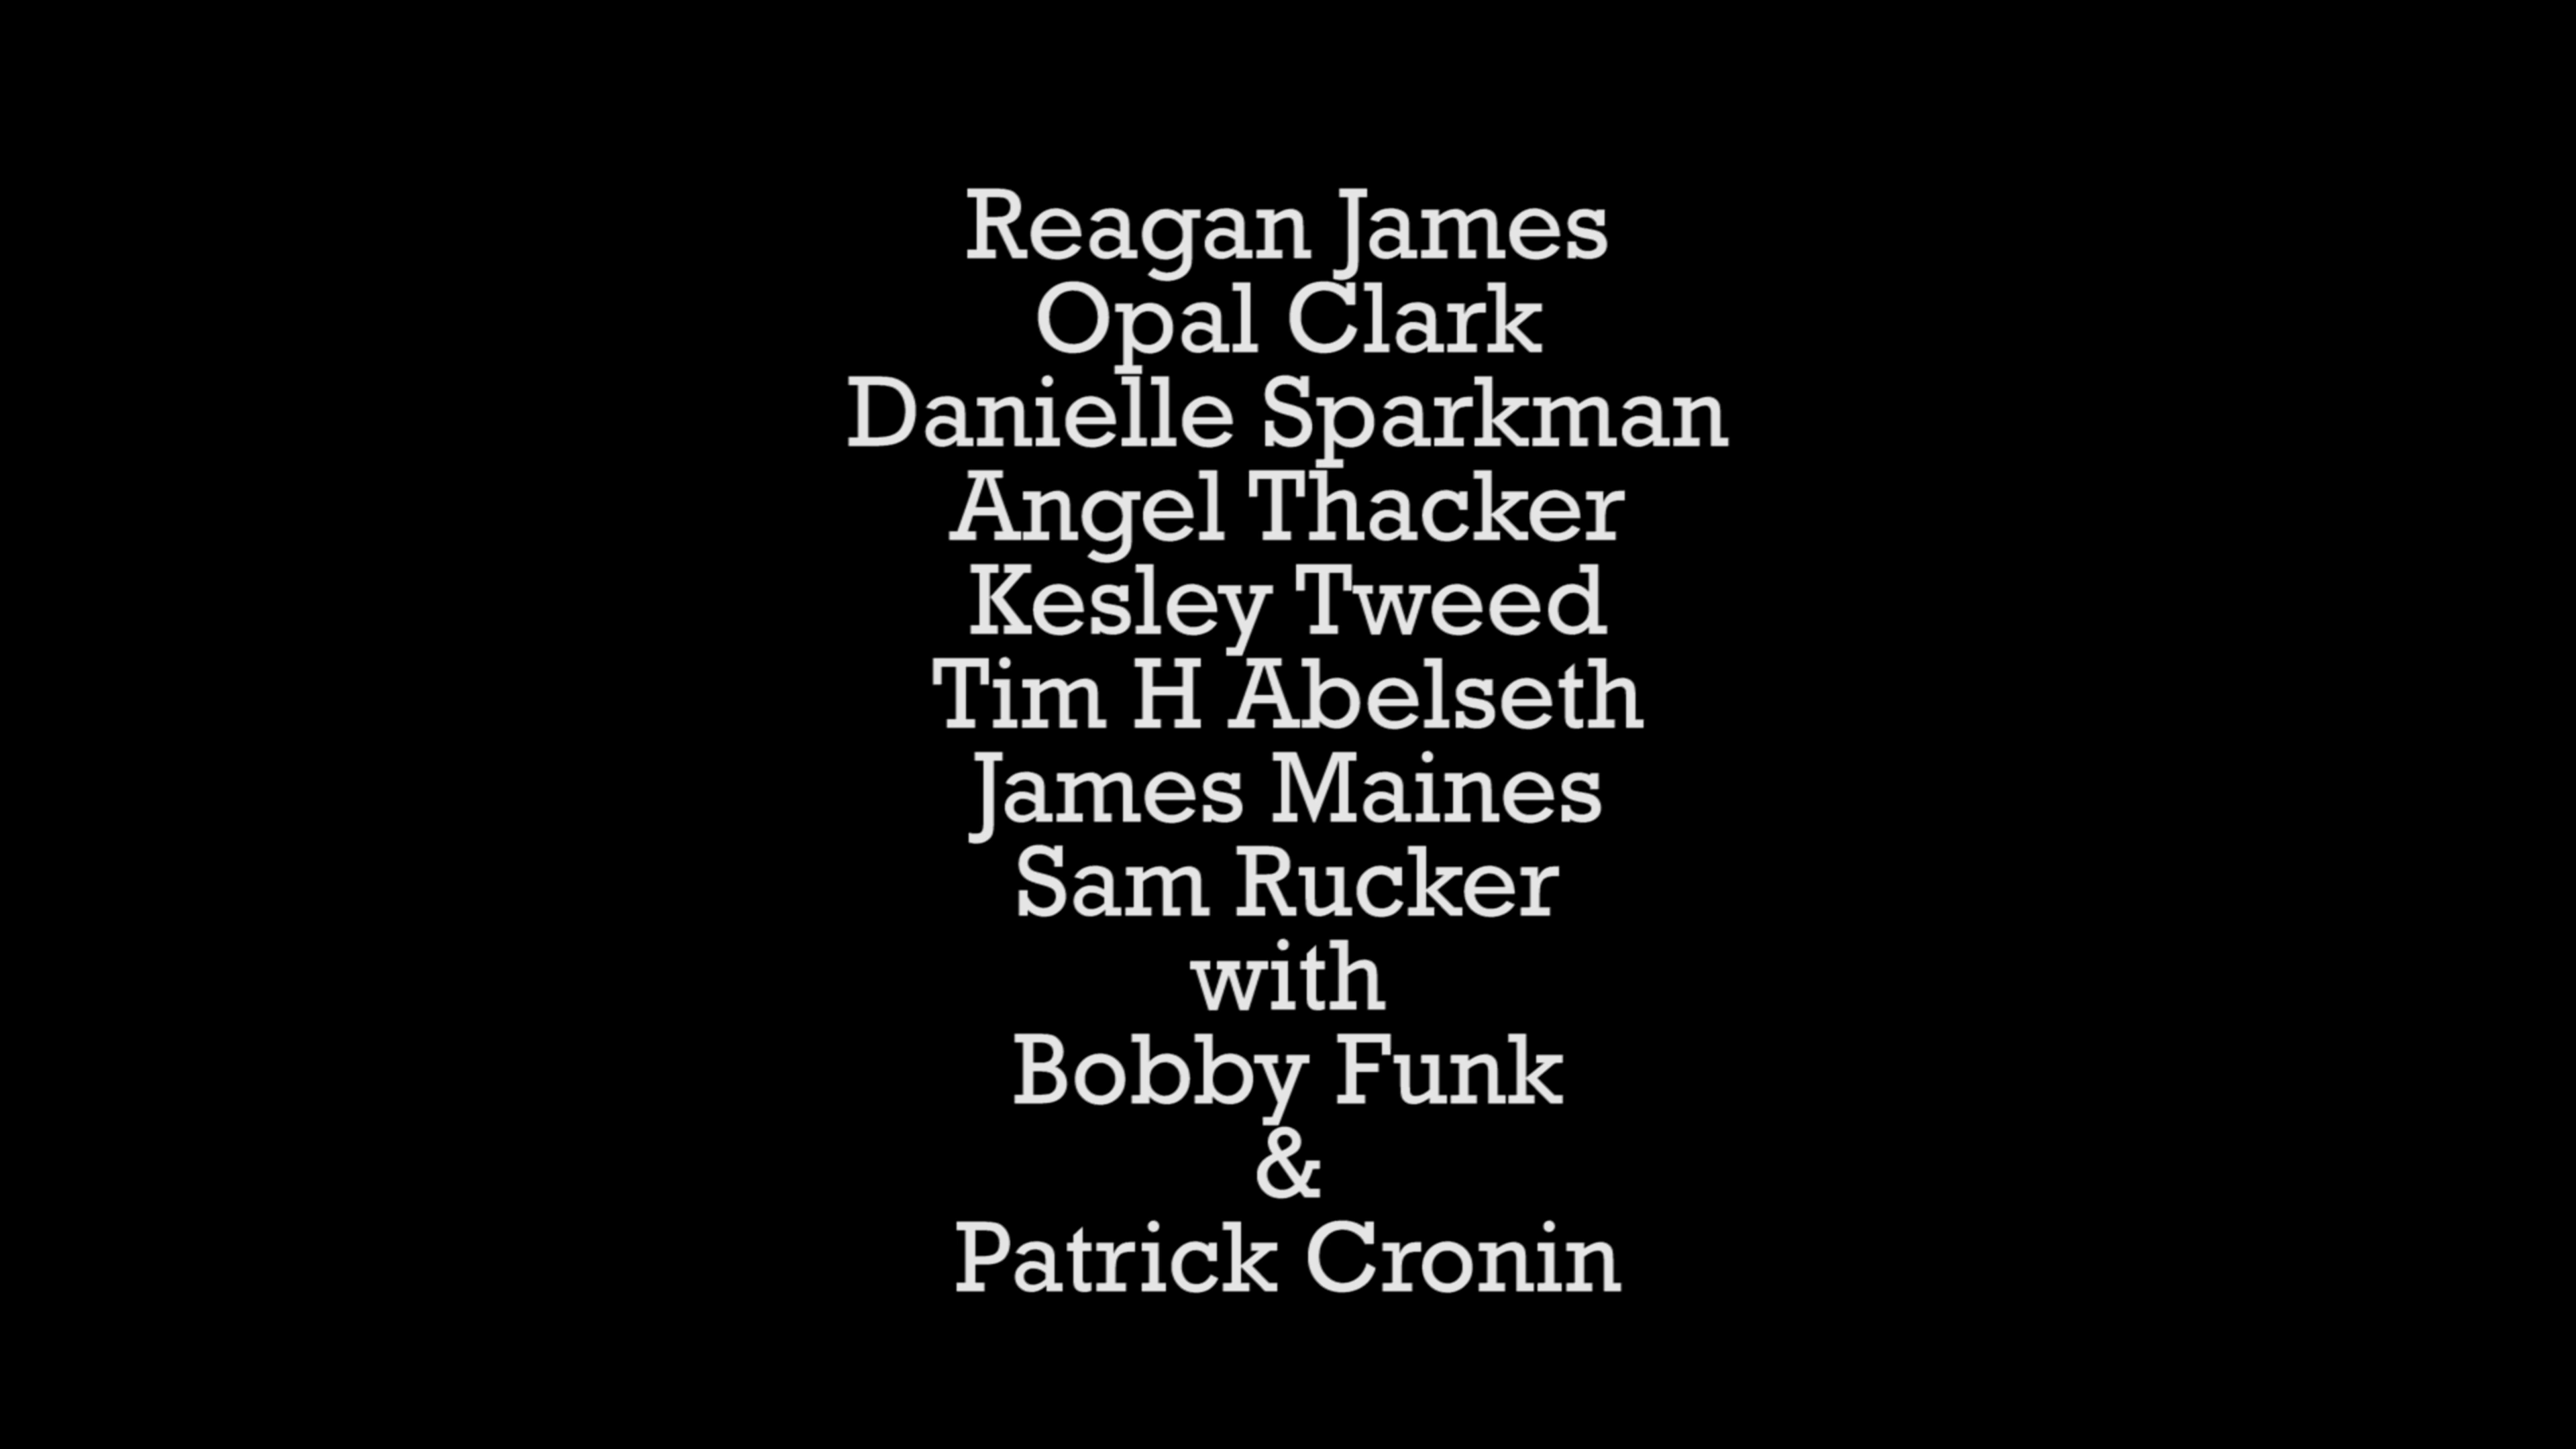 Reagan James
Opal Clark
Danielle Sparkman
Angel Thacker
Kesley Tweed
Tim H Abelseth
James Maines
Sam Rucker
with
Bobby Funk
&
Patrick Cronin